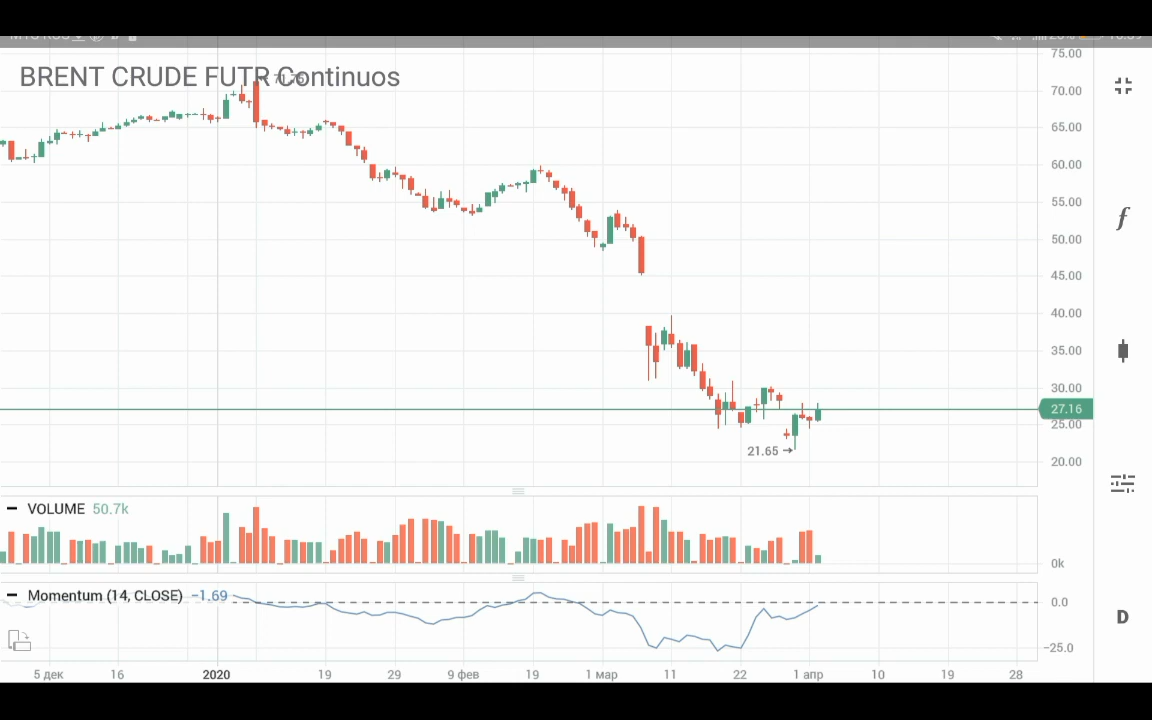 BRENT CRUDE FUTR Continuos
75.00
70.00
65.00
60.00
55.00
50.00
45.00
40.00
35.00
30.00
27.16
25.00
21.65
20.00
VOLUME 50.7k
0k
Momentum (14, CLOSE) −1.69
0.0
−25.0
D
5 дек 16 2020 19 29 9 фев 19 1 мар 11 22 1 апр 10 19 28